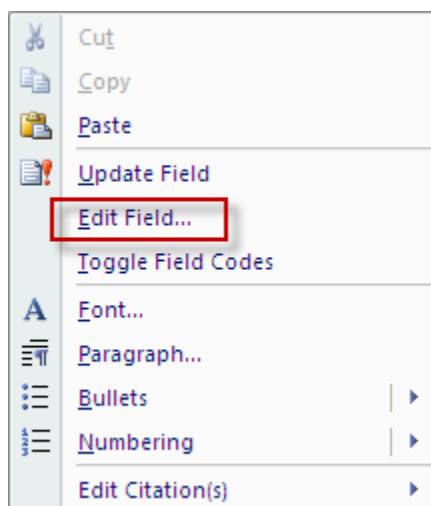 Cut
Copy
Paste
Update Field
Edit Field...
Toggle Field Codes
Font...
Paragraph...
Bullets
Numbering
Edit Citation(s)